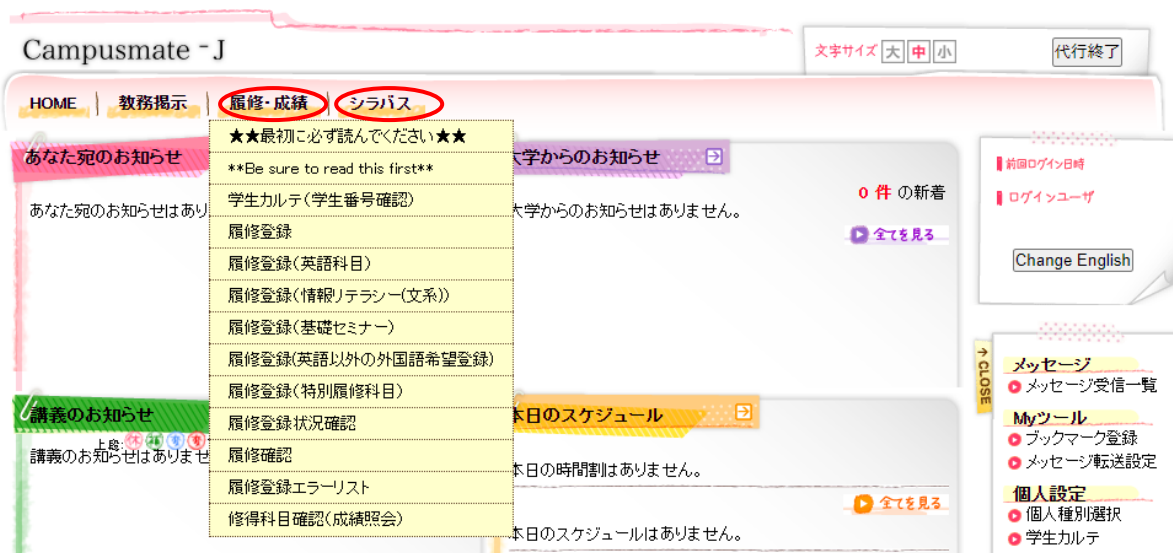 Campusmate - J
文字サイズ 大 中 小
代行終了
HOME
教務掲示
履修・成績
シラバス
★★最初に必ず読んでください★★
**Be sure to read this first**
学生カルテ(学生番号確認)
履修登録
履修登録(英語科目)
履修登録(情報リテラシー(文系))
履修登録(基礎セミナー)
履修登録(英語以外の外国語希望登録)
履修登録(特別履修科目)
履修登録状況確認
履修確認
履修登録エラーリスト
修得科目確認(成績照会)
あなた宛のお知らせ
あなた宛のお知らせはあり
大学からのお知らせ
0 件 の新着
大学からのお知らせはありません。
全てを見る
講義のお知らせ
上段:休
講義のお知らせはありませ
本日のスケジュール
本日の時間割はありません。
全てを見る
本日のスケジュールはありません。
前回ログイン日時
ログインユーザ
Change English
→ CLOSE
メッセージ
メッセージ受信一覧
Myツール
ブックマーク登録
メッセージ転送設定
個人設定
個人種別選択
学生カルテ